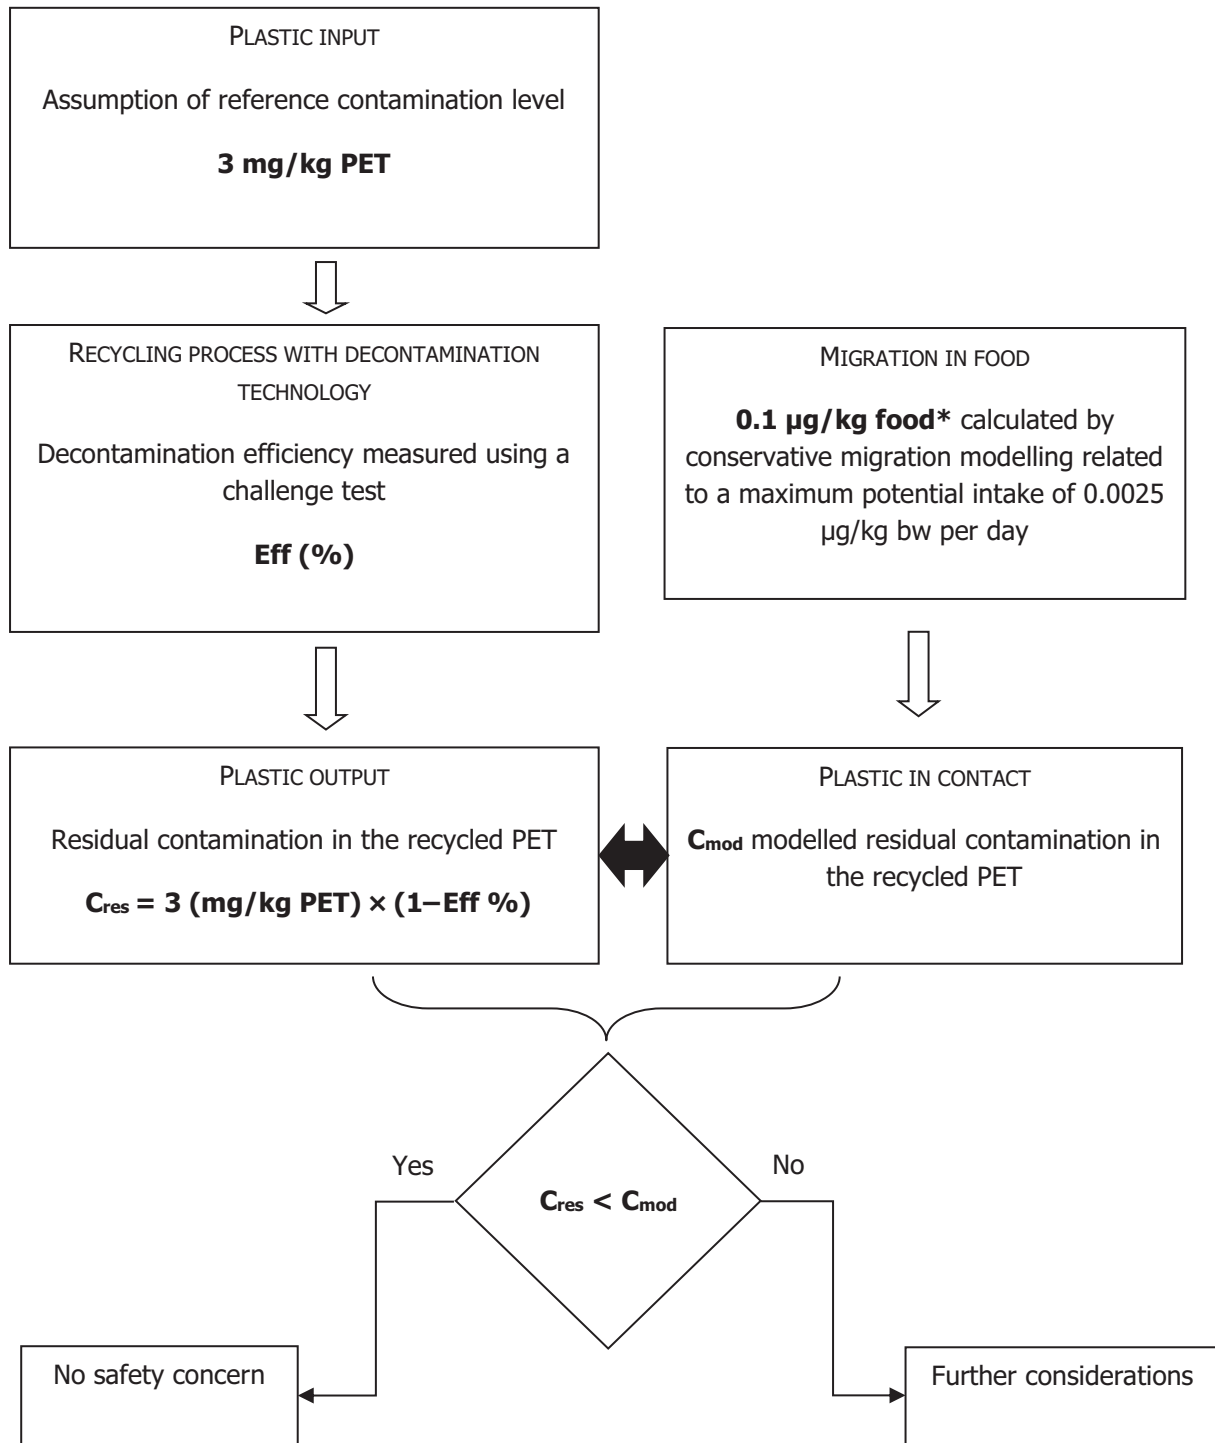 PLASTIC INPUT
Assumption of reference contamination level
3 mg/kg PET
RECYCLING PROCESS WITH DECONTAMINATION
TECHNOLOGY
Decontamination efficiency measured using a
challenge test
Eff (%)
MIGRATION IN FOOD
0.1 µg/kg food* calculated by
conservative migration modelling related
to a maximum potential intake of 0.0025
µg/kg bw per day
PLASTIC OUTPUT
Residual contamination in the recycled PET
Cres = 3 (mg/kg PET) × (1–Eff %)
PLASTIC IN CONTACT
Cmod modelled residual contamination in
the recycled PET
Yes
No
Cres < Cmod
No safety concern
Further considerations